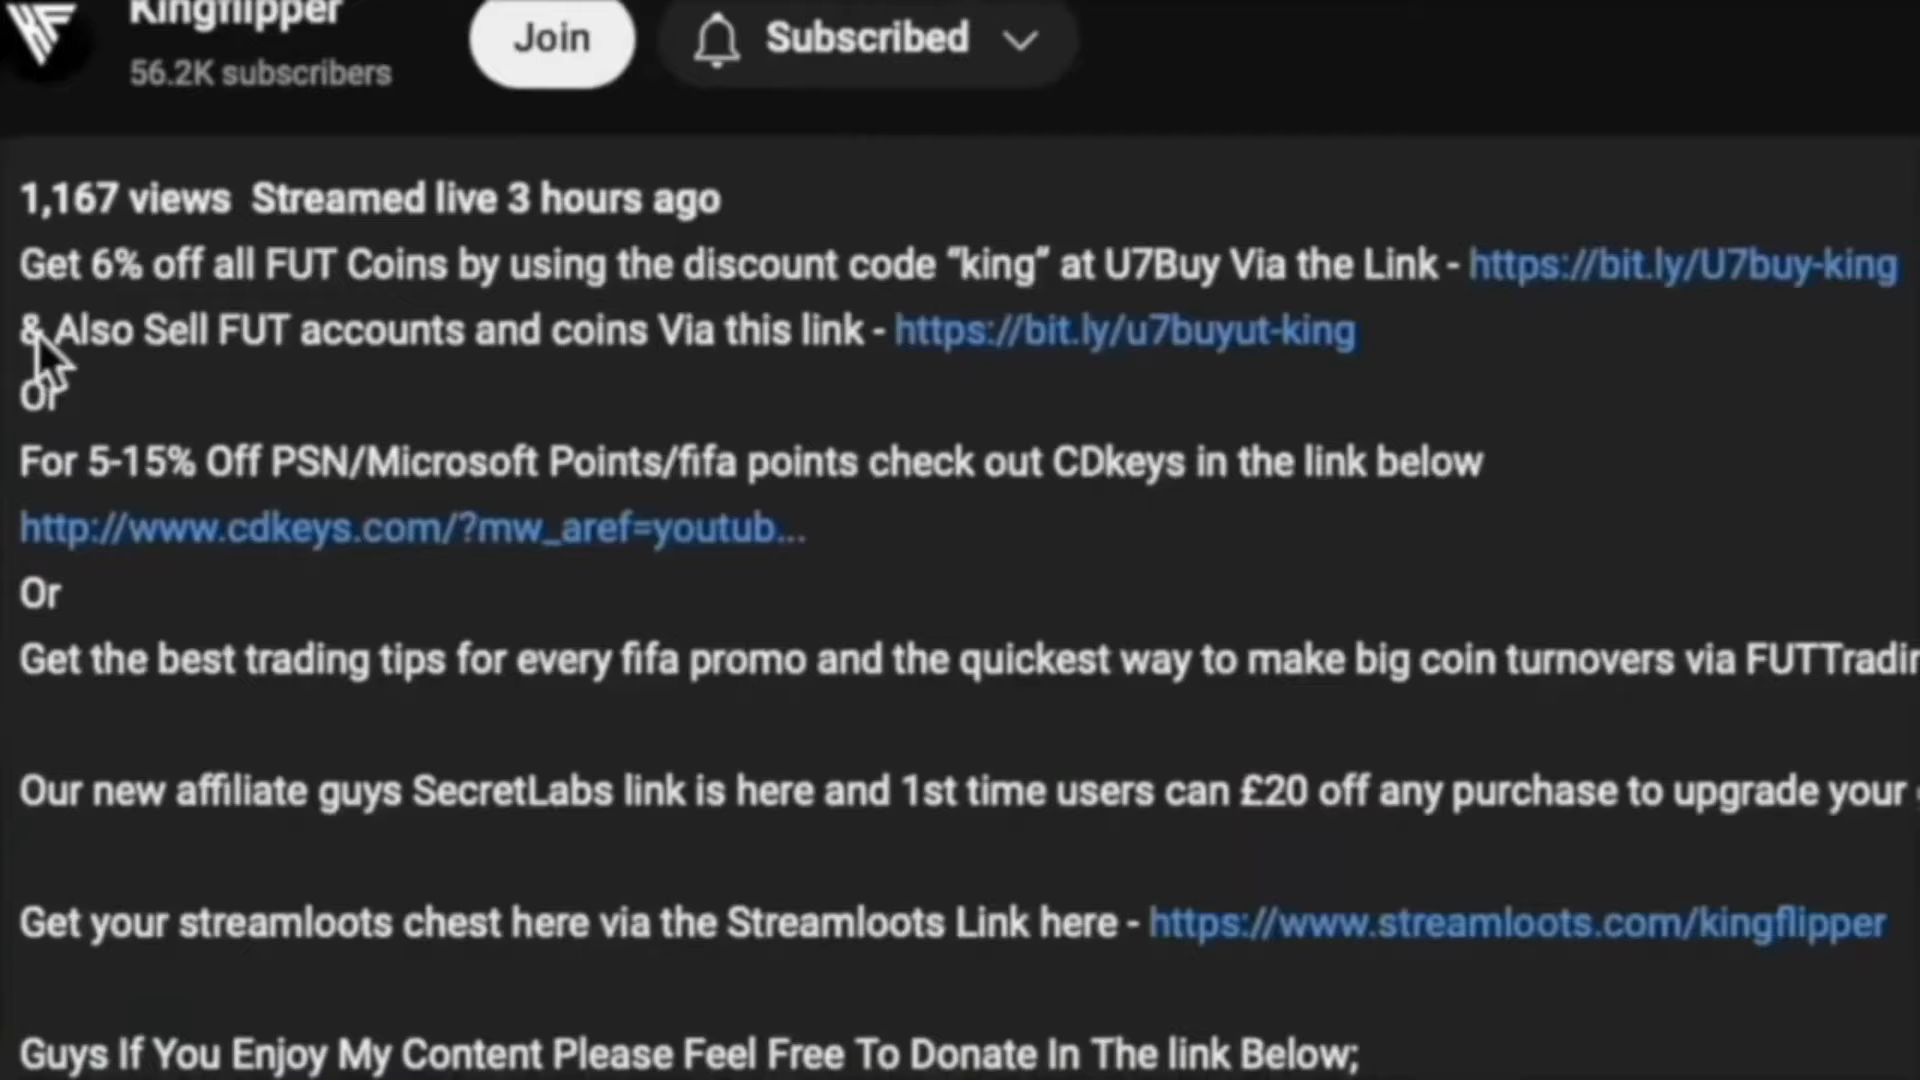 Kingflipper
56.2K subscribers
Join
Subscribed
1,167 views Streamed live 3 hours ago
Get 6% off all FUT Coins by using the discount code “king” at U7Buy Via the Link - https://bit.ly/U7buy-king
& Also Sell FUT accounts and coins Via this link - https://bit.ly/u7buyut-king
Or
For 5-15% Off PSN/Microsoft Points/fifa points check out CDkeys in the link below
http://www.cdkeys.com/?mw_aref=youtub...
Or
Get the best trading tips for every fifa promo and the quickest way to make big coin turnovers via FUTTradin
Our new affiliate guys SecretLabs link is here and 1st time users can £20 off any purchase to upgrade your
Get your streamloots chest here via the Streamloots Link here - https://www.streamloots.com/kingflipper
Guys If You Enjoy My Content Please Feel Free To Donate In The link Below;